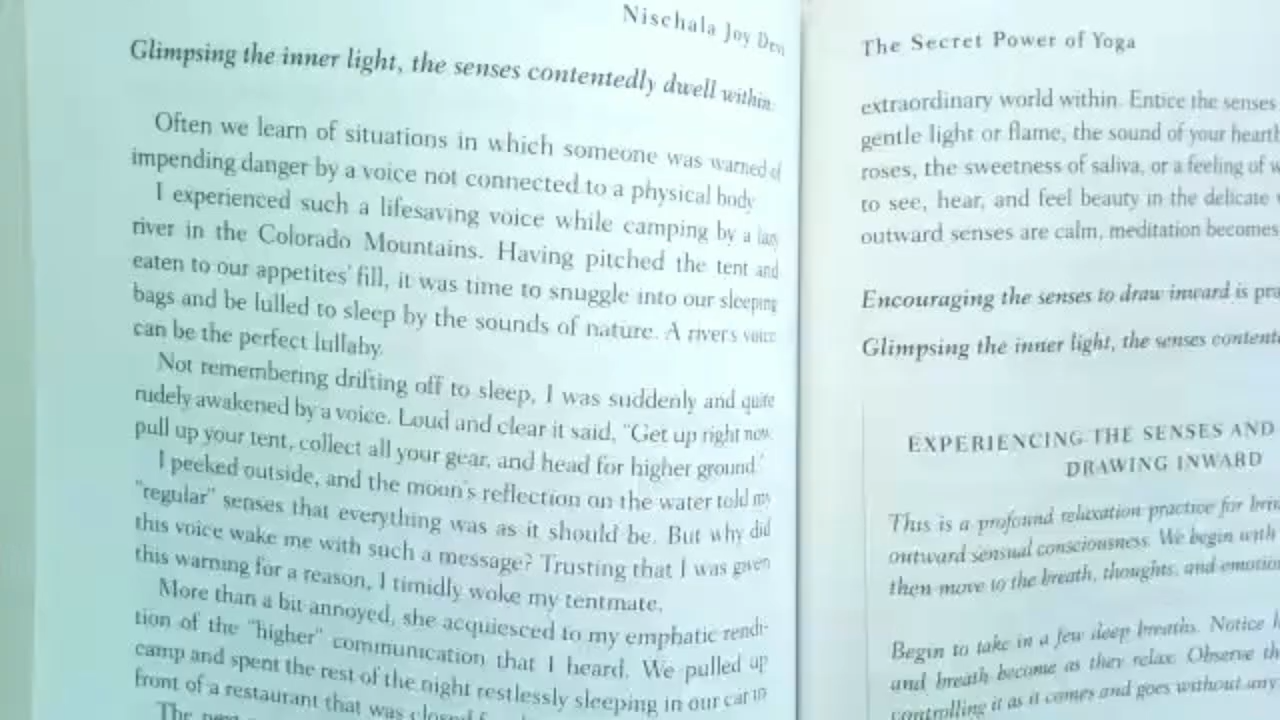 Nischala Joy Devi
Glimpsing the inner light, the senses contentedly dwell within.
Often we learn of situations in which someone was warned of
impending danger by a voice not connected to a physical body.
I experienced such a lifesaving voice while camping by a lazy
river in the Colorado Mountains. Having pitched the tent and
eaten to our appetites' fill, it was time to snuggle into our sleeping
bags and be lulled to sleep by the sounds of nature. A rivers voice
can be the perfect lullaby.
Not remembering drifting off to sleep, I was suddenly and quite
rudely awakened by a voice. Loud and clear it said, "Get up right now,
pull up your tent, collect all your gear, and head for higher ground."
I peeked outside, and the moon's reflection on the water told my
"regular" senses that everything was as it should be. But why did
this voice wake me with such a message? Trusting that I was given
this warning for a reason, I timidly woke my tentmate.
More than a bit annoyed, she acquiesced to my emphatic rendi-
tion of the "higher" communication that I heard. We pulled up
camp and spent the rest of the night restlessly sleeping in our car in
front of a restaurant that was closed
The
The Secret Power of Yoga
extraordinary world within. Entice the senses
gentle light or flame, the sound of your
roses, the sweetness of saliva, or a feeling of
to see, hear, and feel beauty in the delicate
outward senses are calm, meditation becomes
Encouraging the senses to draw inward is
Glimpsing the inner light, the senses
EXPERIENCING THE SENSES AND
DRAWING INWARD
This is a profound relaxation practice for
outward sensual consciousness. We begin with
then move to the breath, thoughts, and
Begin to take in a few deep breaths. Notice
and breath become as they relax. Observe
controlling it as it comes and goes without any